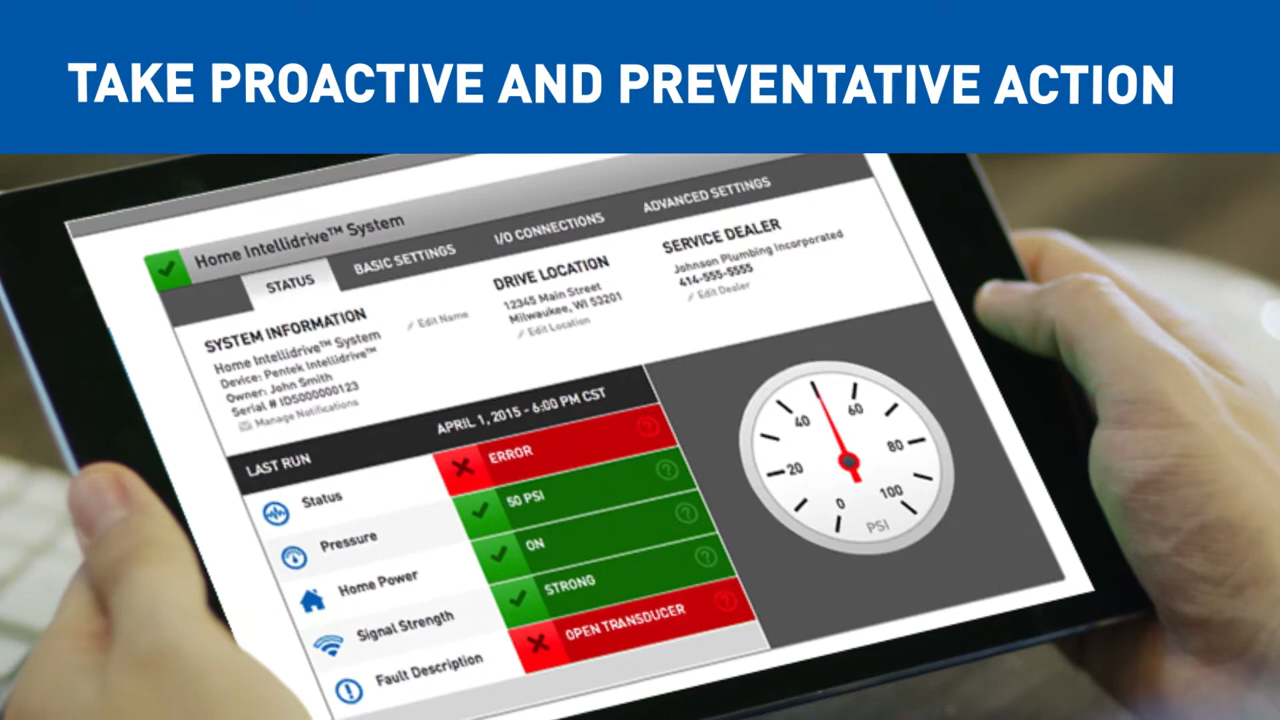 TAKE PROACTIVE AND PREVENTATIVE ACTION
Home Intellidrive™ System
STATUS
BASIC SETTINGS
I/O CONNECTIONS
ADVANCED SETTINGS
SYSTEM INFORMATION
Home Intellidrive™ System
Edit Name
Device: Pentek Intellidrive™
Owner: John Smith
Serial # IDS000000123
Manage Notifications
DRIVE LOCATION
12345 Main Street
Milwaukee, WI 53201
Edit Location
SERVICE DEALER
Johnson Plumbing Incorporated
414-555-5555
Edit Dealer
LAST RUN
APRIL 1, 2015 - 6:00 PM CST
Status
ERROR
?
Pressure
50 PSI
?
Home Power
ON
?
Signal Strength
STRONG
?
Fault Description
OPEN TRANSDUCER
?
0
20
40
60
80
100
PSI